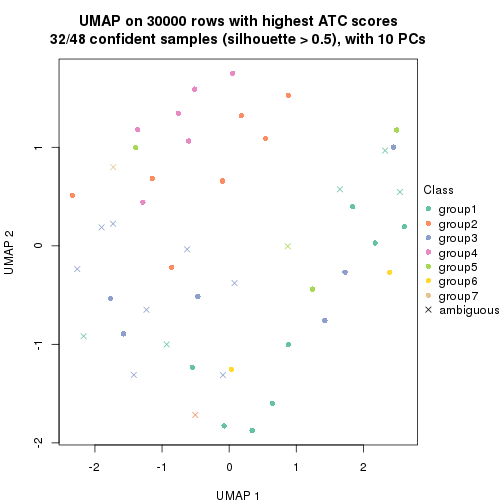 UMAP on 30000 rows with highest ATC scores
32/48 confident samples (silhouette > 0.5), with 10 PCs
UMAP 2
1
0
-1
-2
-2
-1
0
1
2
UMAP 1
Class
group1
group2
group3
group4
group5
group6
group7
ambiguous